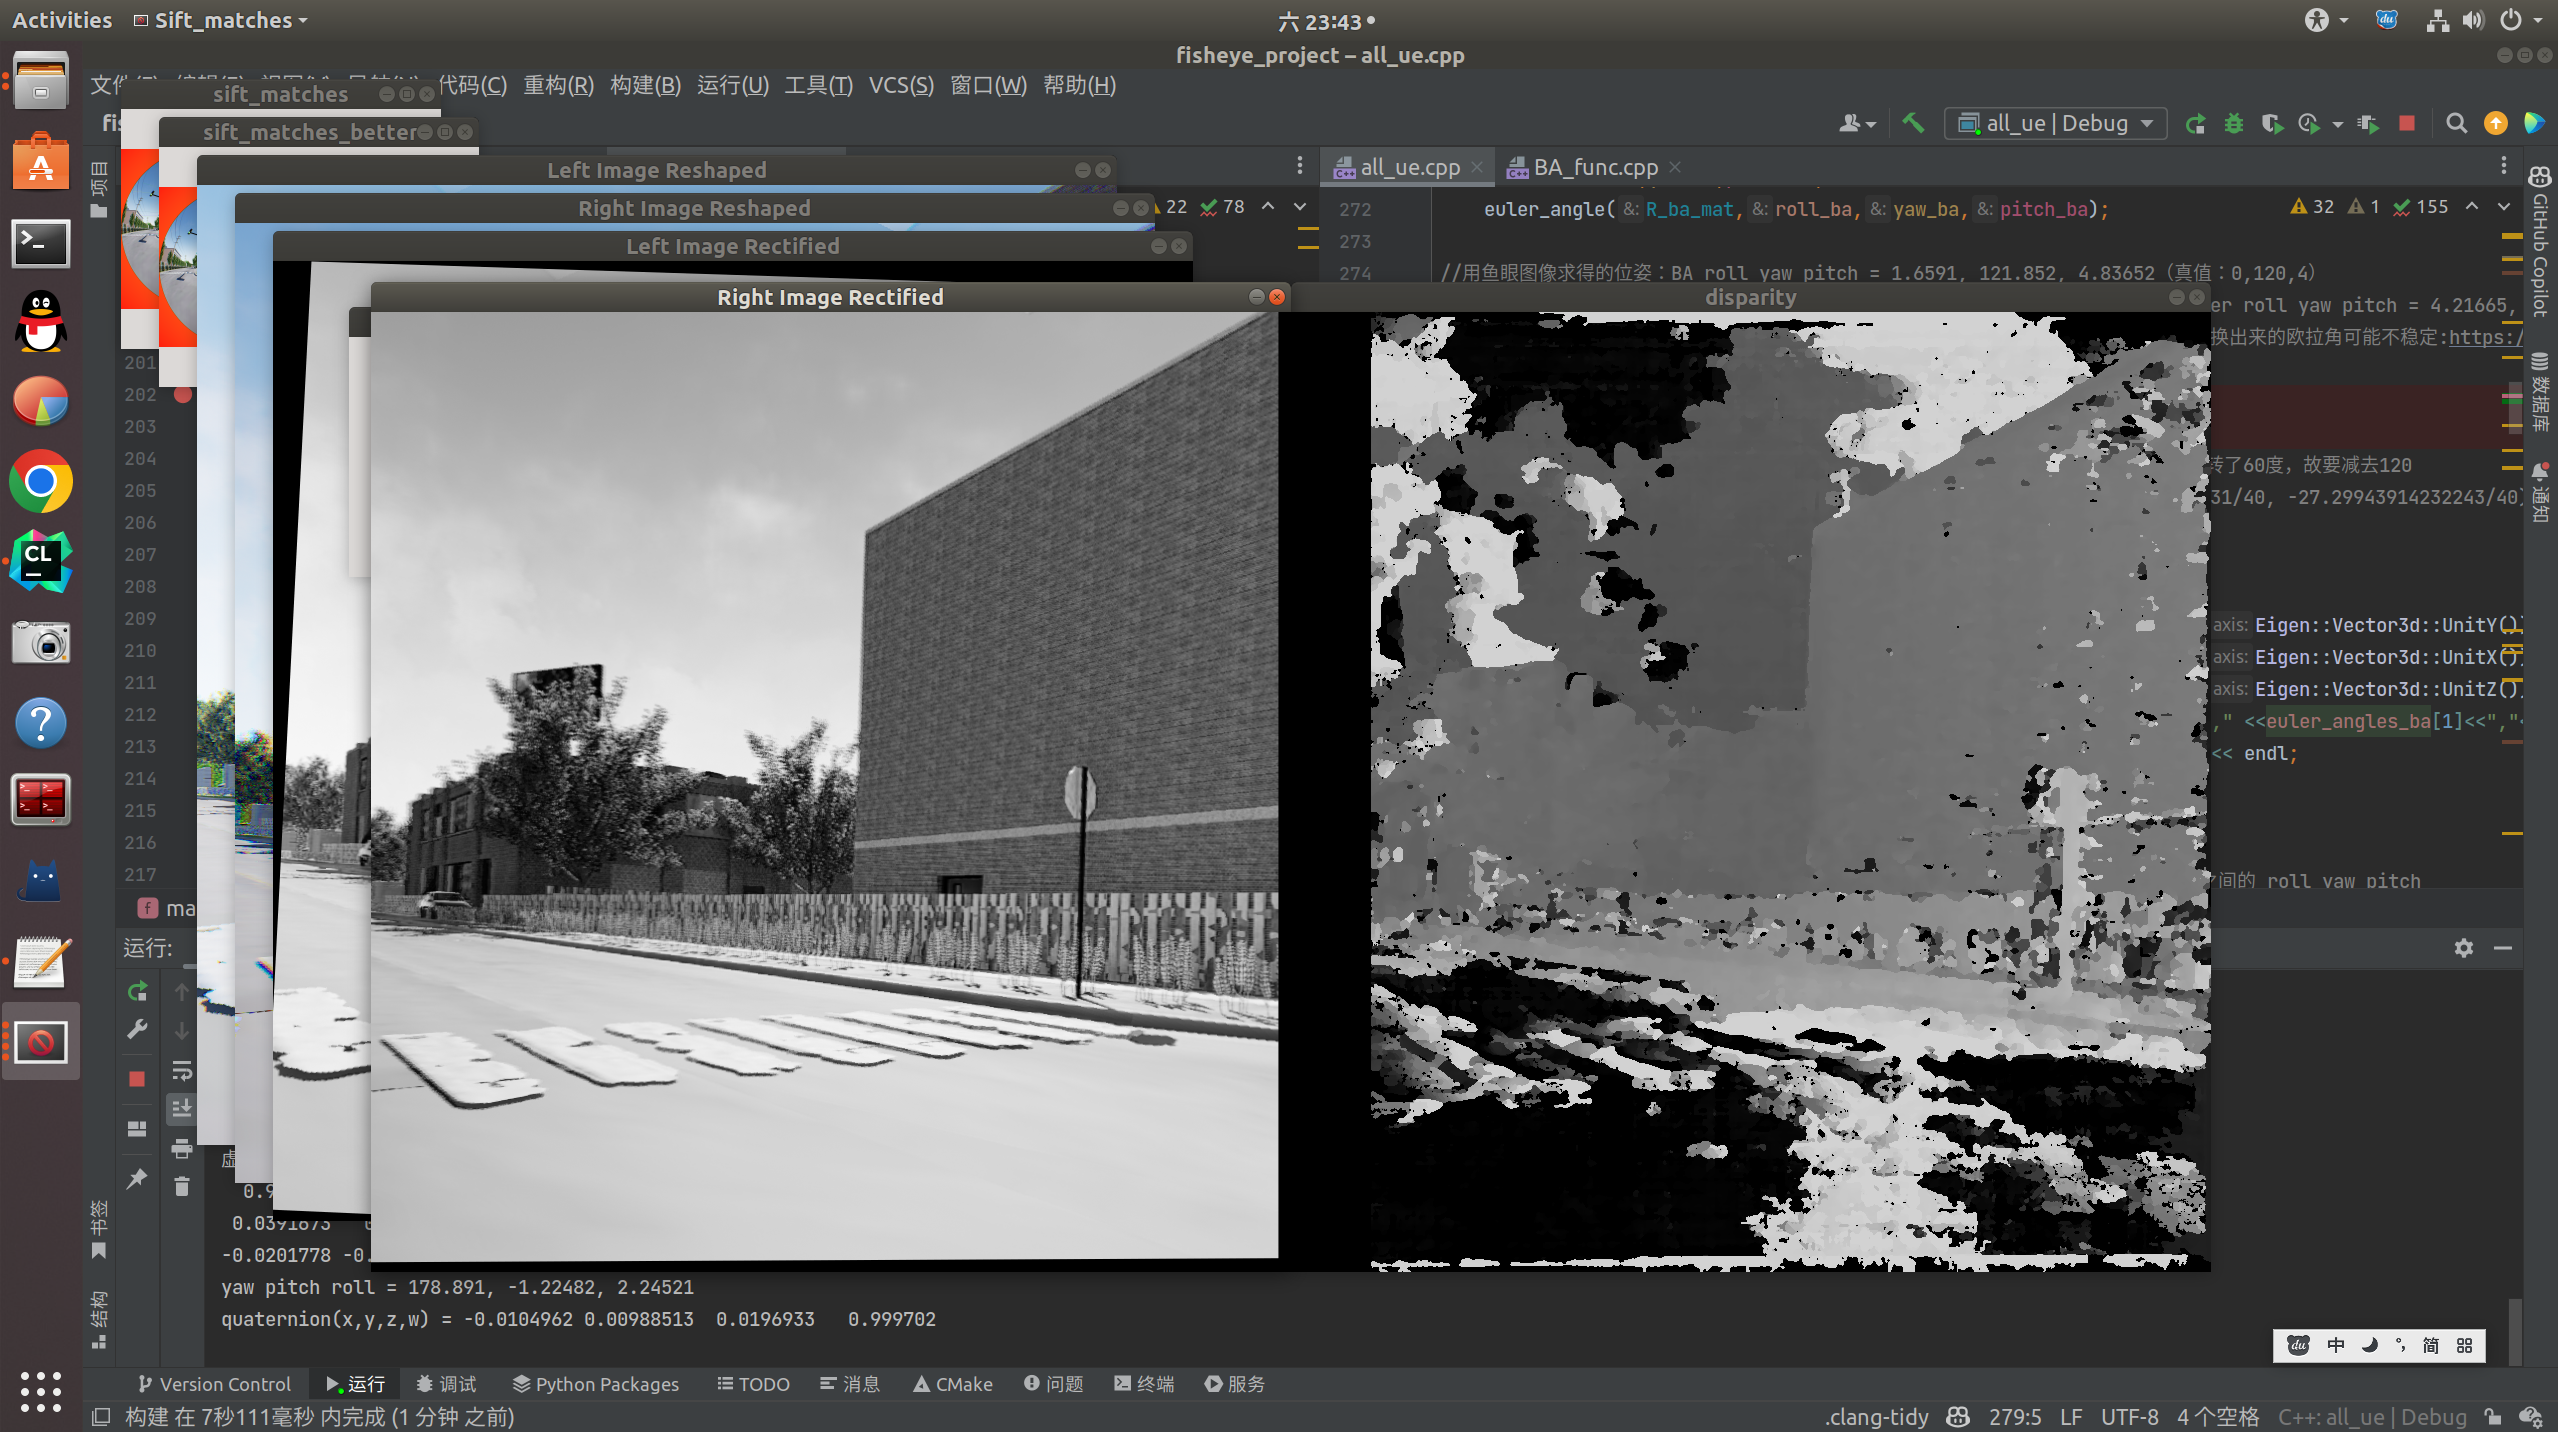 Activities
Sift_matches
六 23:43
fisheye_project – all_ue.cpp
代码(C) 重构(R) 构建(B) 运行(U) 工具(T) VCS(S) 窗口(W) 帮助(H)
sift_matches
sift_matches_better
Left Image Reshaped
Right Image Reshaped
Left Image Rectified
Right Image Rectified
disparity
all_ue | Debug
项目
all_ue.cpp
BA_func.cpp
22 78
32 1 155
272 euler_angle( &: R_ba_mat, &: roll_ba, &: yaw_ba, &: pitch_ba);
273
274 //用鱼眼图像求得的位姿：BA roll yaw pitch = 1.6591, 121.852, 4.83652（真值：0,120,4）
er roll yaw pitch = 4.21665,
换出来的欧拉角可能不稳定:https:/
转了60度，故要减去120
31/40, -27.29943914232243/40)
axis: Eigen::Vector3d::UnitY())
axis: Eigen::Vector3d::UnitX())
axis: Eigen::Vector3d::UnitZ())
," <<euler_angles_ba[1]<<","<
<< endl;
之间的 roll yaw pitch
201
202
203
204
205
206
207
208
209
210
211
212
213
214
215
216
217
GitHub Copilot
数据库
通知
f ma
运行:
书签
结构
虚
0.9
0.0391673
-0.0201778 -0.
yaw pitch roll = 178.891, -1.22482, 2.24521
quaternion(x,y,z,w) = -0.0104962 0.00988513 0.0196933 0.999702
du 中 简
Version Control 运行 调试 Python Packages TODO 消息 CMake 问题 终端 服务
构建 在 7秒111毫秒 内完成 (1 分钟 之前)
.clang-tidy 279:5 LF UTF-8 4 个空格 C++: all_ue | Debug